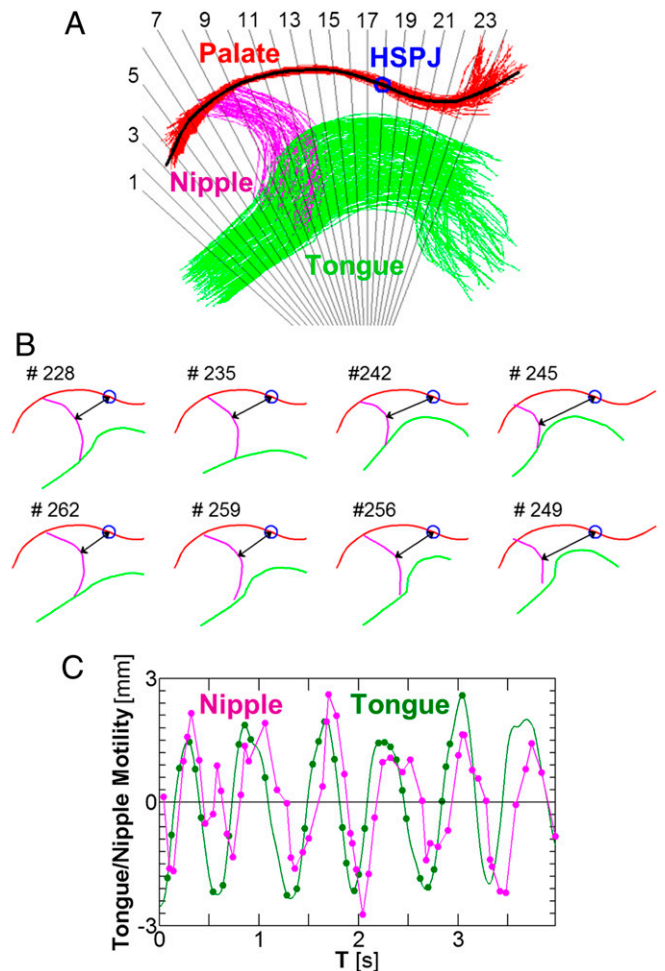 A
7 9 11 13 15 17 19 21 23
Palate
HSPJ
5
3
Nipple
1
Tongue
B
# 228 # 235 #242 # 245
# 262 # 259 #256 # 249
C
Tongue/Nipple Motility [mm]
3
Nipple Tongue
0
-3
0 1 2 3
T [s]